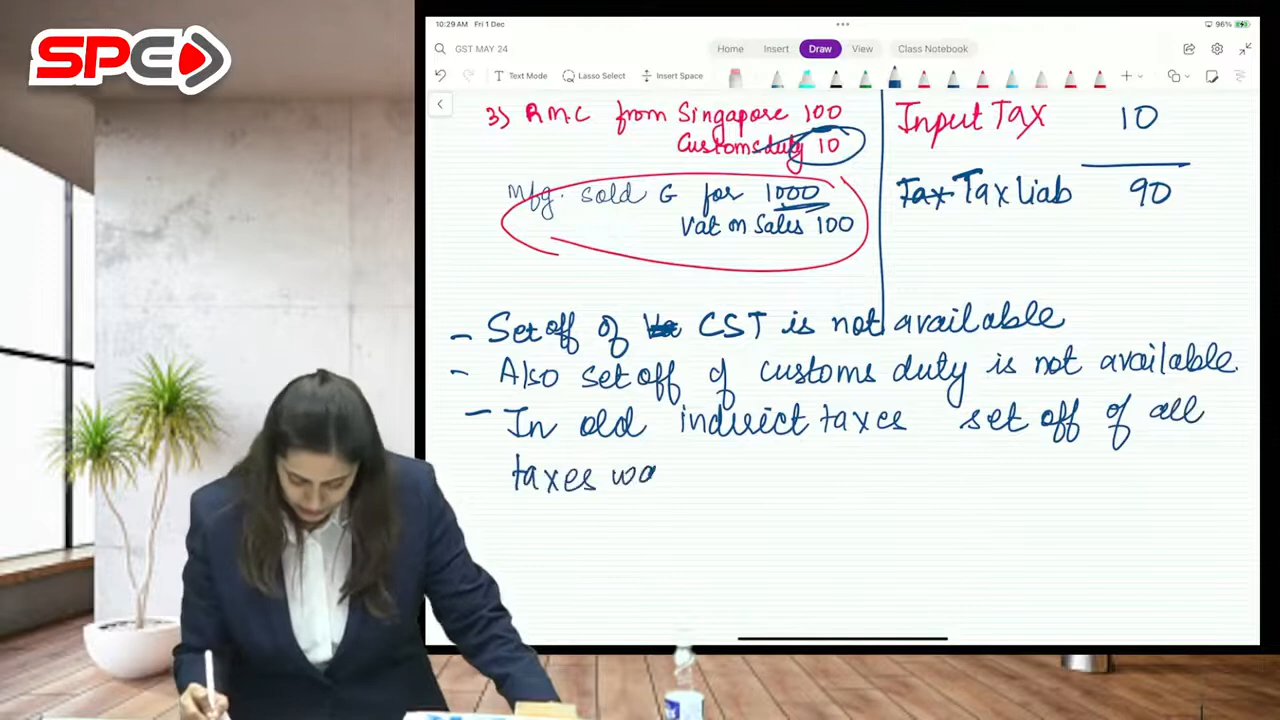 SPED
10:29 AM Fri 1 Dec
96%
GST MAY 24
Home Insert Draw View Class Notebook
Text Mode Lasso Select Insert Space
3) RMC from Singapore 100
Customs duty 10
Mfg. sold G for 1000
Vat on Sales 100
Input Tax 10
Tax Tax Liab 90
- Set off of CST is not available
- Also set off of customs duty is not available
- In old indirect taxes set off of all
taxes wa